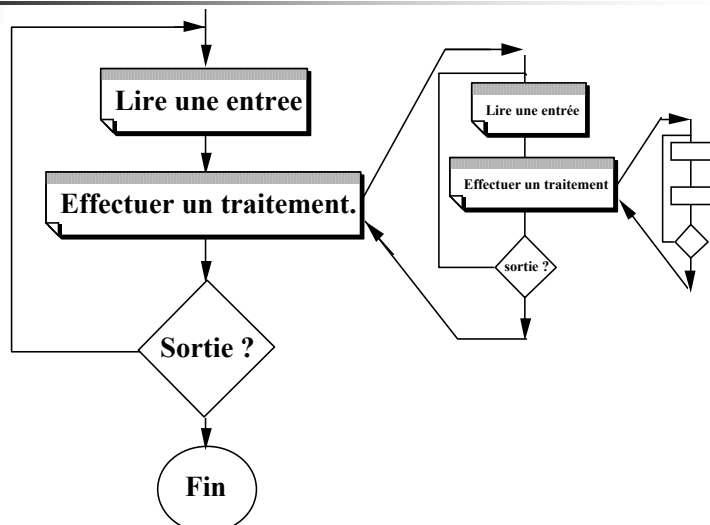 Lire une entree
Effectuer un traitement.
Sortie ?
Fin
Lire une entrée
Effectuer un traitement
sortie ?